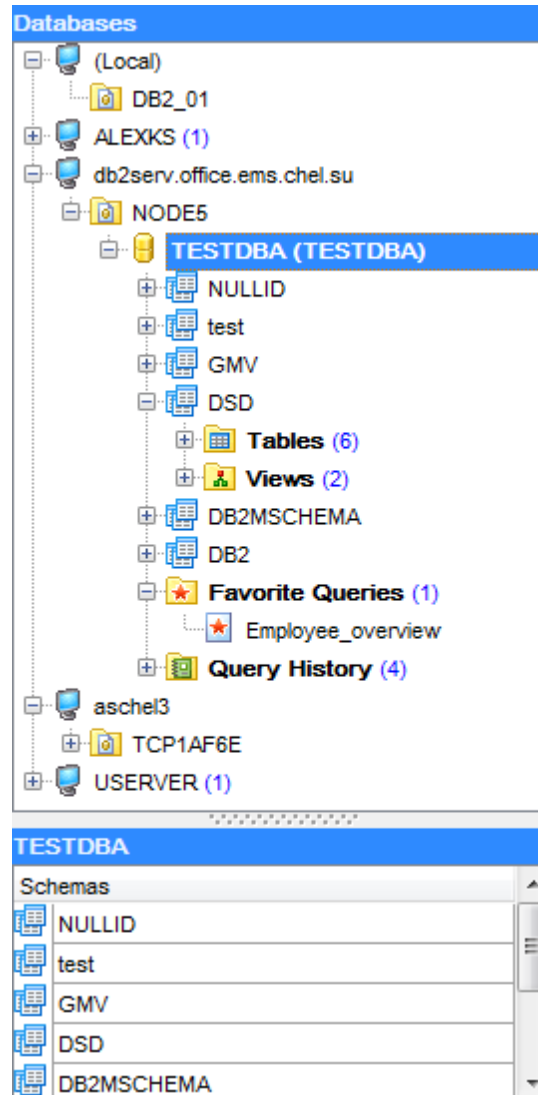 Databases
(Local)
DB2_01
ALEXKS (1)
db2serv.office.ems.chel.su
NODE5
TESTDBA (TESTDBA)
NULLID
test
GMV
DSD
Tables (6)
Views (2)
DB2MSCHEMA
DB2
Favorite Queries (1)
Employee_overview
Query History (4)
aschel3
TCP1AF6E
USERVER (1)
TESTDBA
Schemas
NULLID
test
GMV
DSD
DB2MSCHEMA